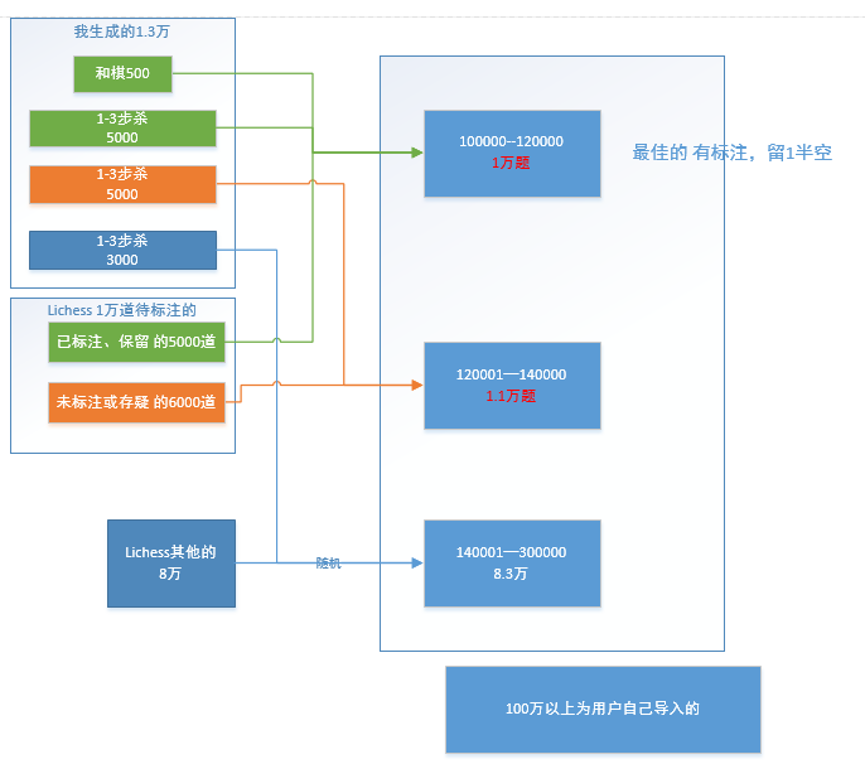 我生成的1.3万
和棋500
1-3步杀
5000
1-3步杀
5000
1-3步杀
3000
Lichess 1万道待标注的
已标注、保留 的5000道
未标注或存疑 的6000道
Lichess其他的
8万
随机
100000--120000
1万题
最佳的 有标注，留1半空
120001—140000
1.1万题
140001—300000
8.3万
100万以上为用户自己导入的